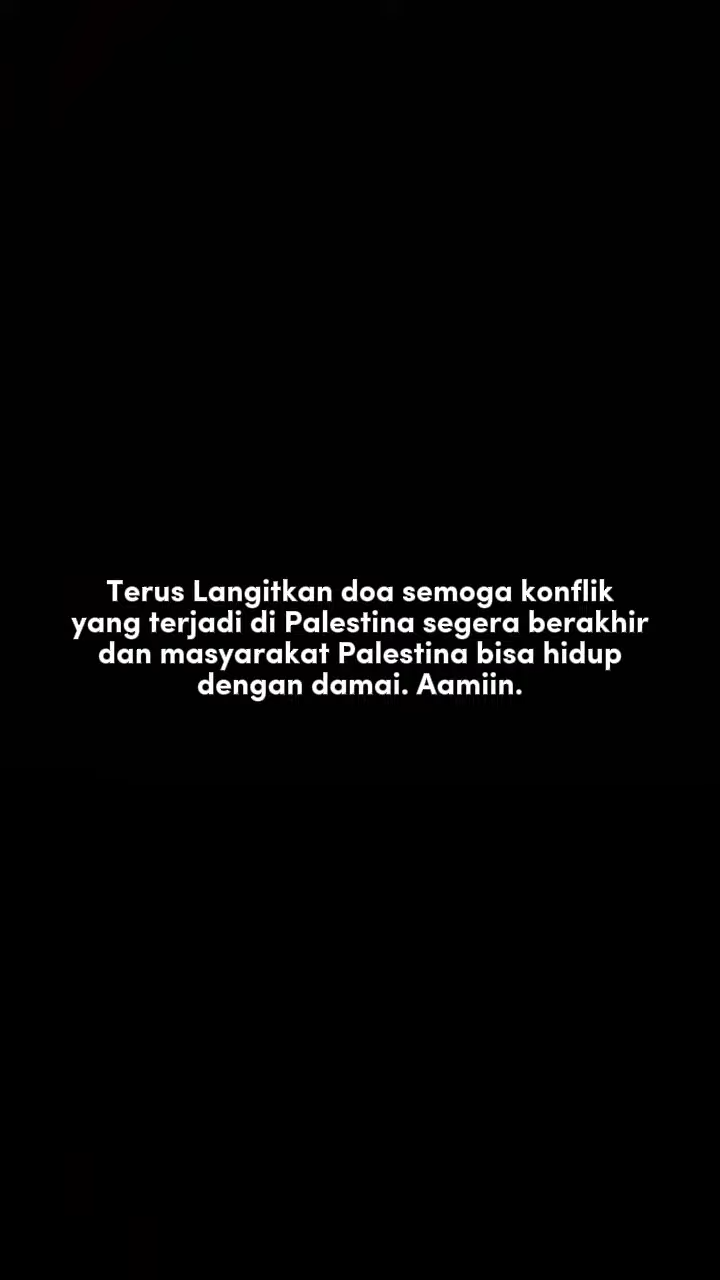 Terus Langitkan doa semoga konflik
yang terjadi di Palestina segera berakhir
dan masyarakat Palestina bisa hidup
dengan damai. Aamiin.